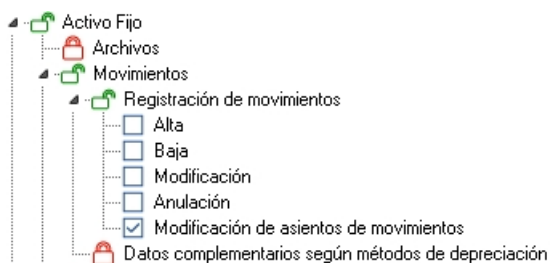 Activo Fijo
Archivos
Movimientos
Registración de movimientos
Alta
Baja
Modificación
Anulación
Modificación de asientos de movimientos
Datos complementarios según métodos de depreciación